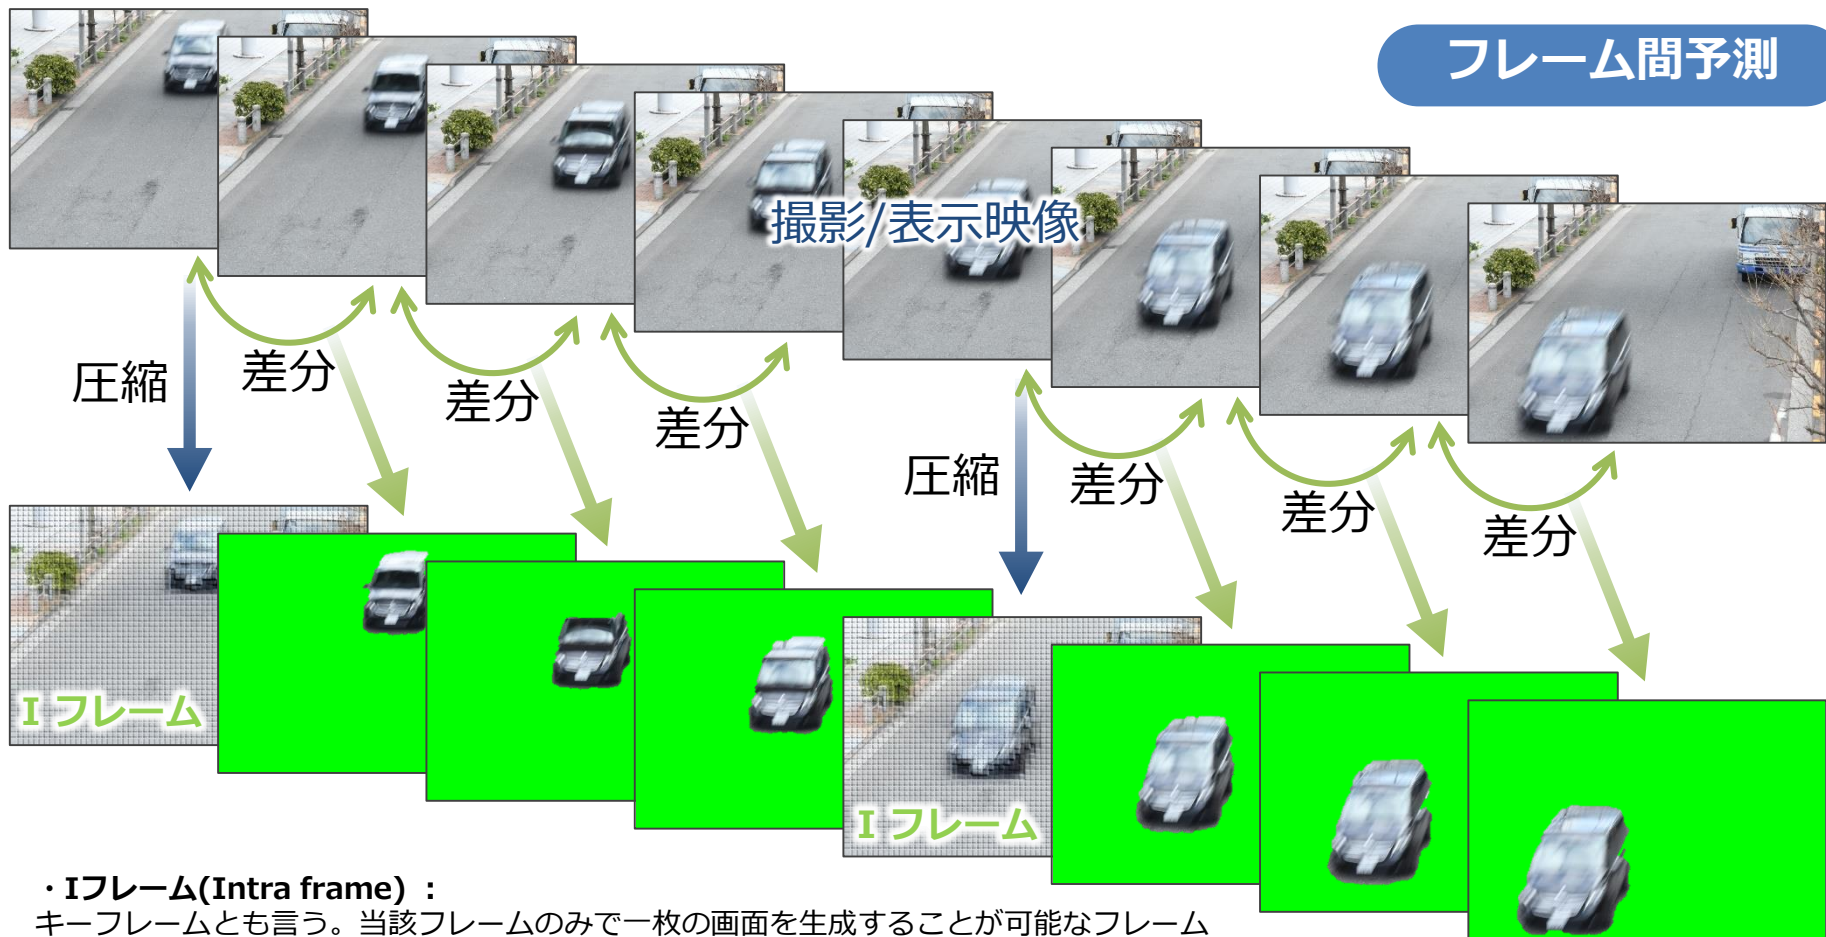 フレーム間予測
撮影/表示映像
圧縮
差分
差分
差分
圧縮
差分
差分
差分
I フレーム
I フレーム
・Iフレーム(Intra frame) ：
キーフレームとも言う。当該フレームのみで一枚の画面を生成することが可能なフレーム